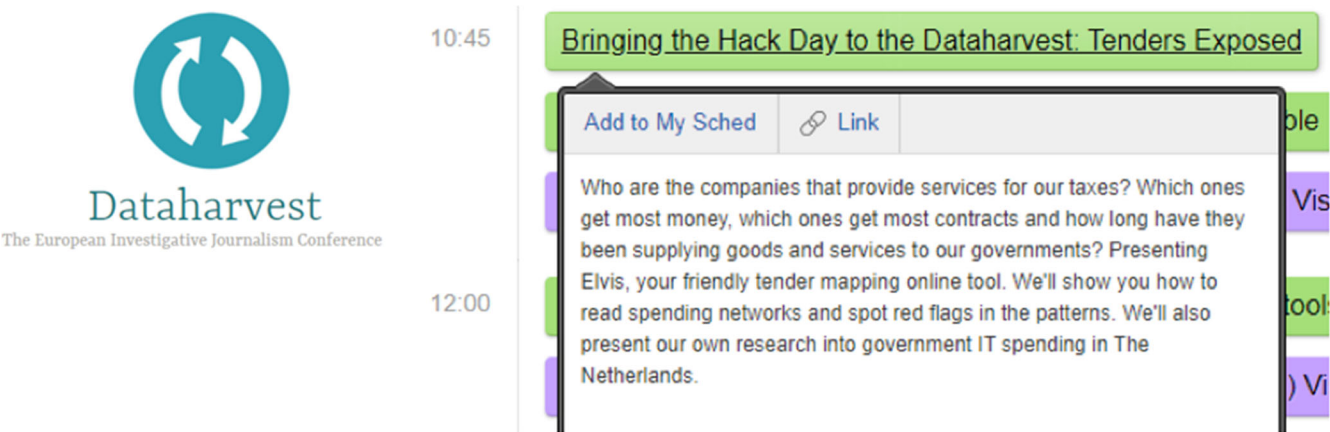 10:45
Bringing the Hack Day to the Dataharvest: Tenders Exposed
Add to My Sched
Link
Dataharvest
The European Investigative Journalism Conference
Who are the companies that provide services for our taxes? Which ones
get most money, which ones get most contracts and how long have they
been supplying goods and services to our governments? Presenting
Elvis, your friendly tender mapping online tool. We'll show you how to
read spending networks and spot red flags in the patterns. We'll also
present our own research into government IT spending in The
Netherlands.
12:00